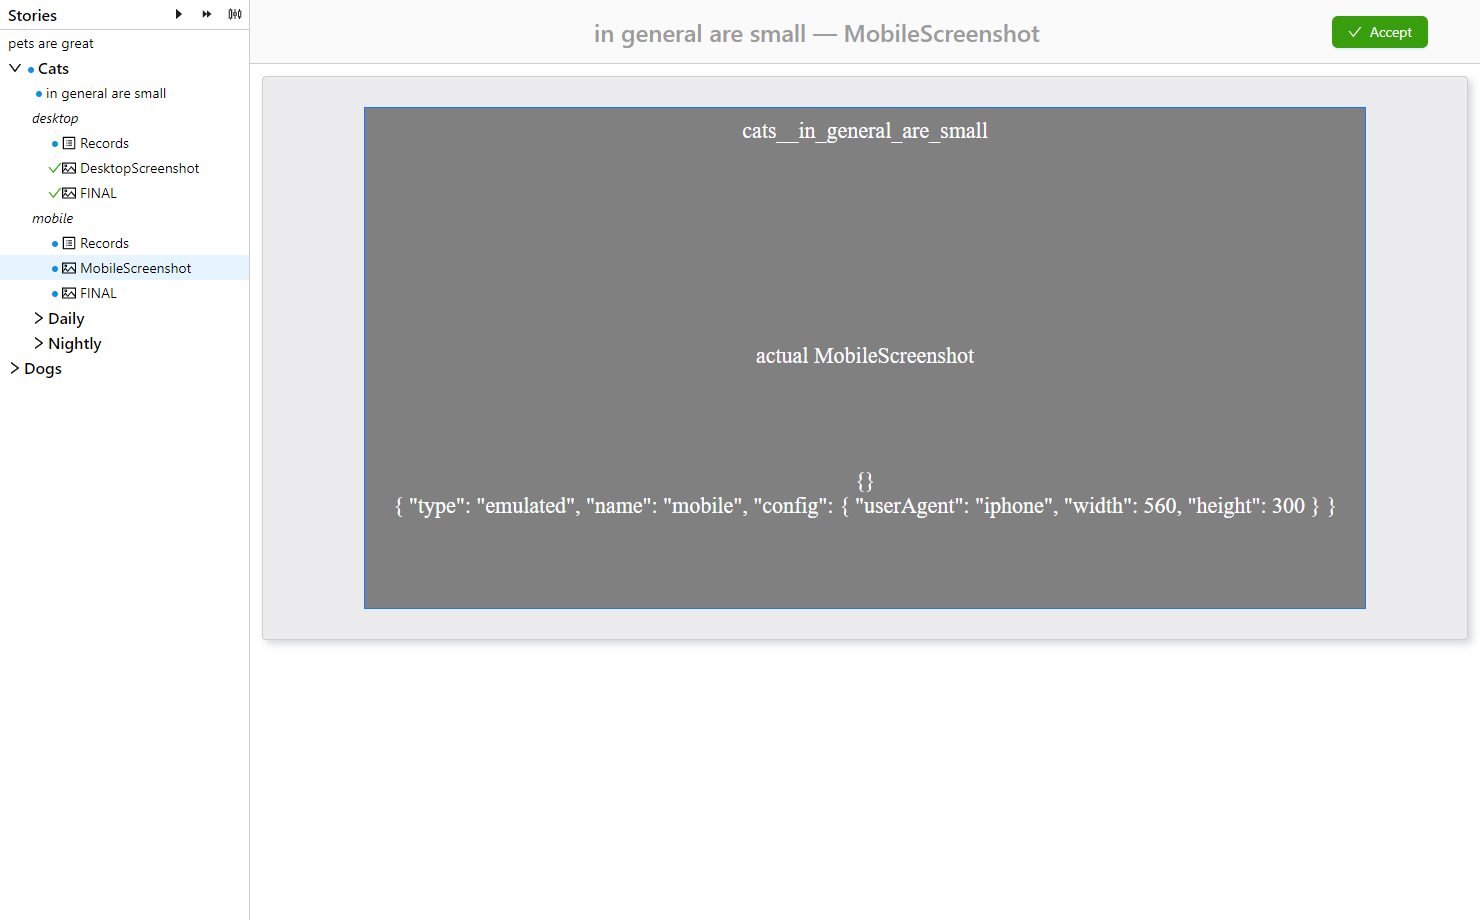 Stories
pets are great
Cats
in general are small
desktop
Records
DesktopScreenshot
FINAL
mobile
Records
MobileScreenshot
FINAL
Daily
Nightly
Dogs
in general are small — MobileScreenshot
Accept
cats__in_general_are_small
actual MobileScreenshot
{}
{ "type": "emulated", "name": "mobile", "config": { "userAgent": "iphone", "width": 560, "height": 300 } }